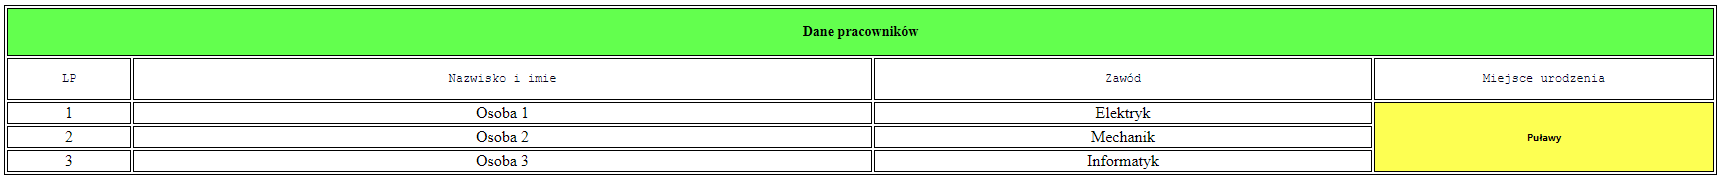 Dane pracowników
LP Nazwisko i imie Zawód Miejsce urodzenia
1 Osoba 1 Elektryk
2 Osoba 2 Mechanik Puławy
3 Osoba 3 Informatyk